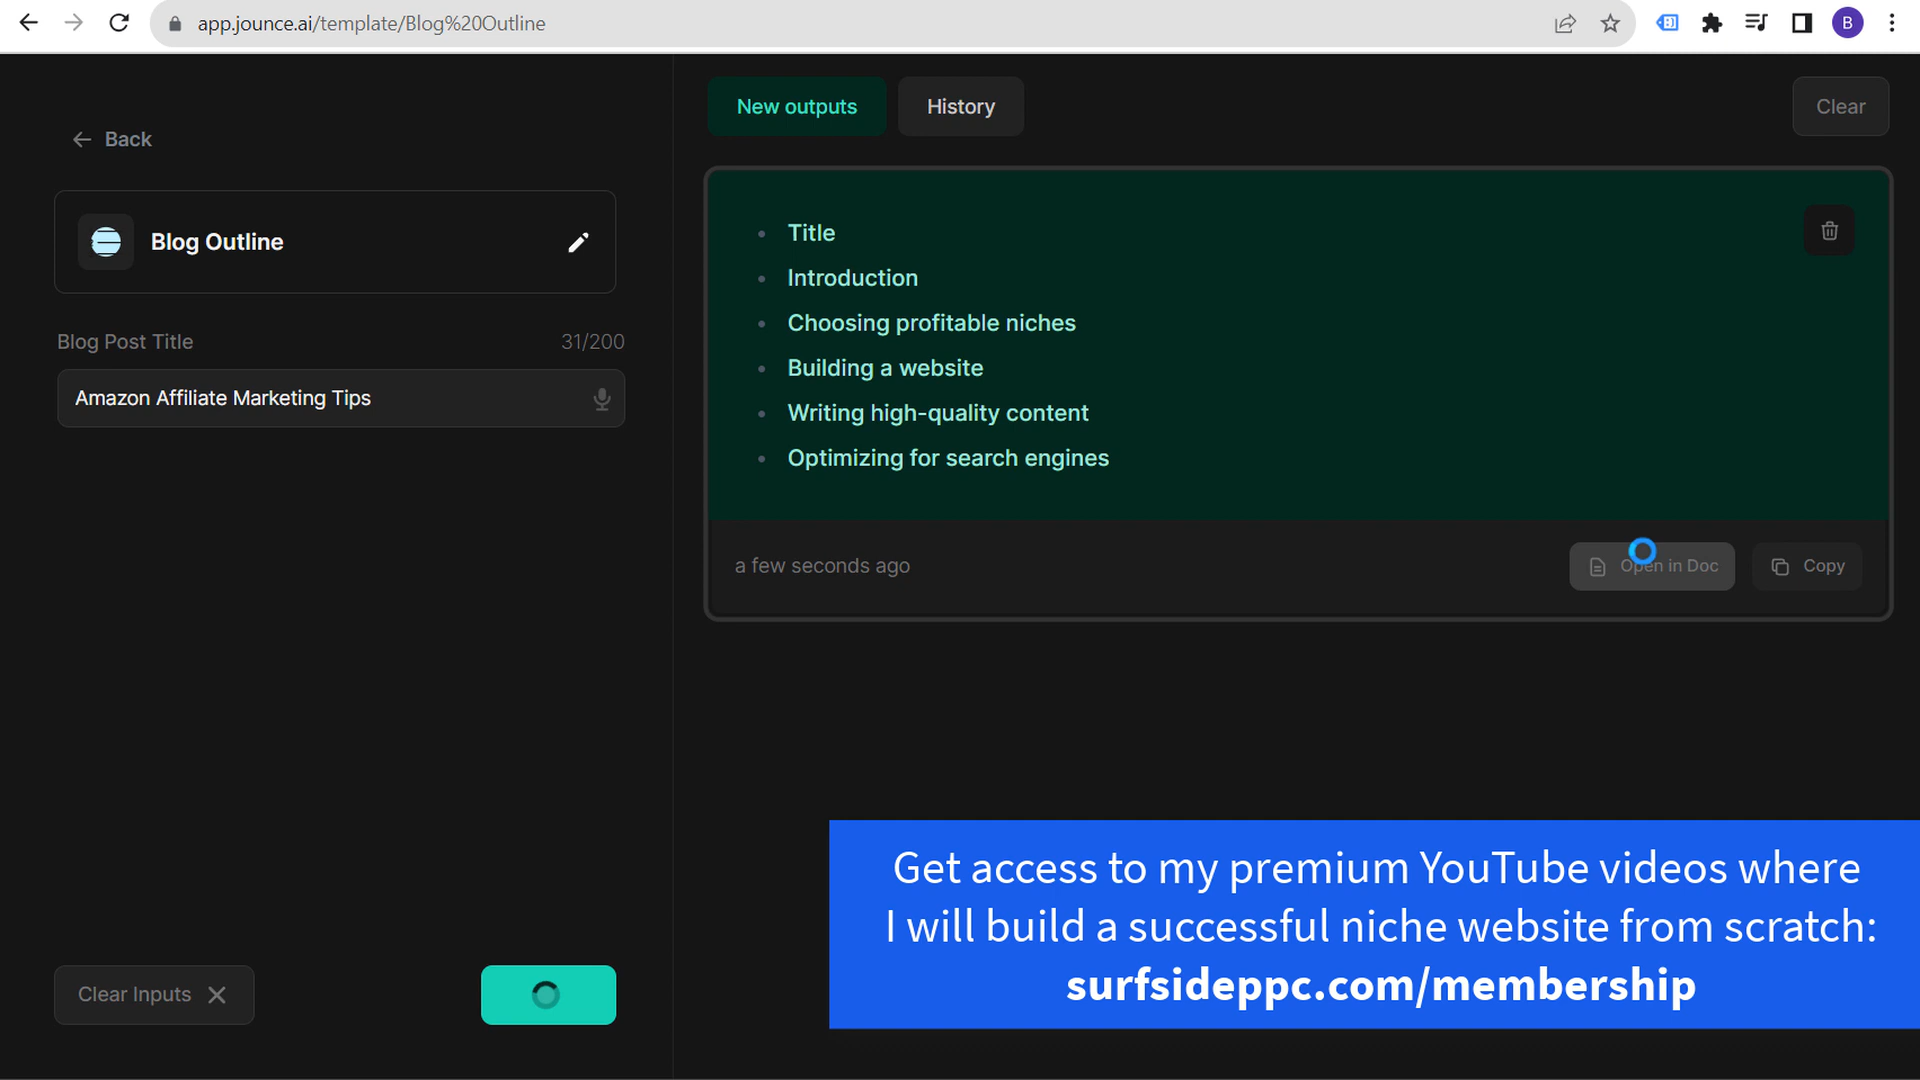 app.jounce.ai/template/Blog%20Outline
B
Back
Blog Outline
Blog Post Title
31/200
Amazon Affiliate Marketing Tips
Clear Inputs
New outputs
History
Clear
Title
Introduction
Choosing profitable niches
Building a website
Writing high-quality content
Optimizing for search engines
a few seconds ago
Open in Doc
Copy
Get access to my premium YouTube videos where
I will build a successful niche website from scratch:
surfsideppc.com/membership